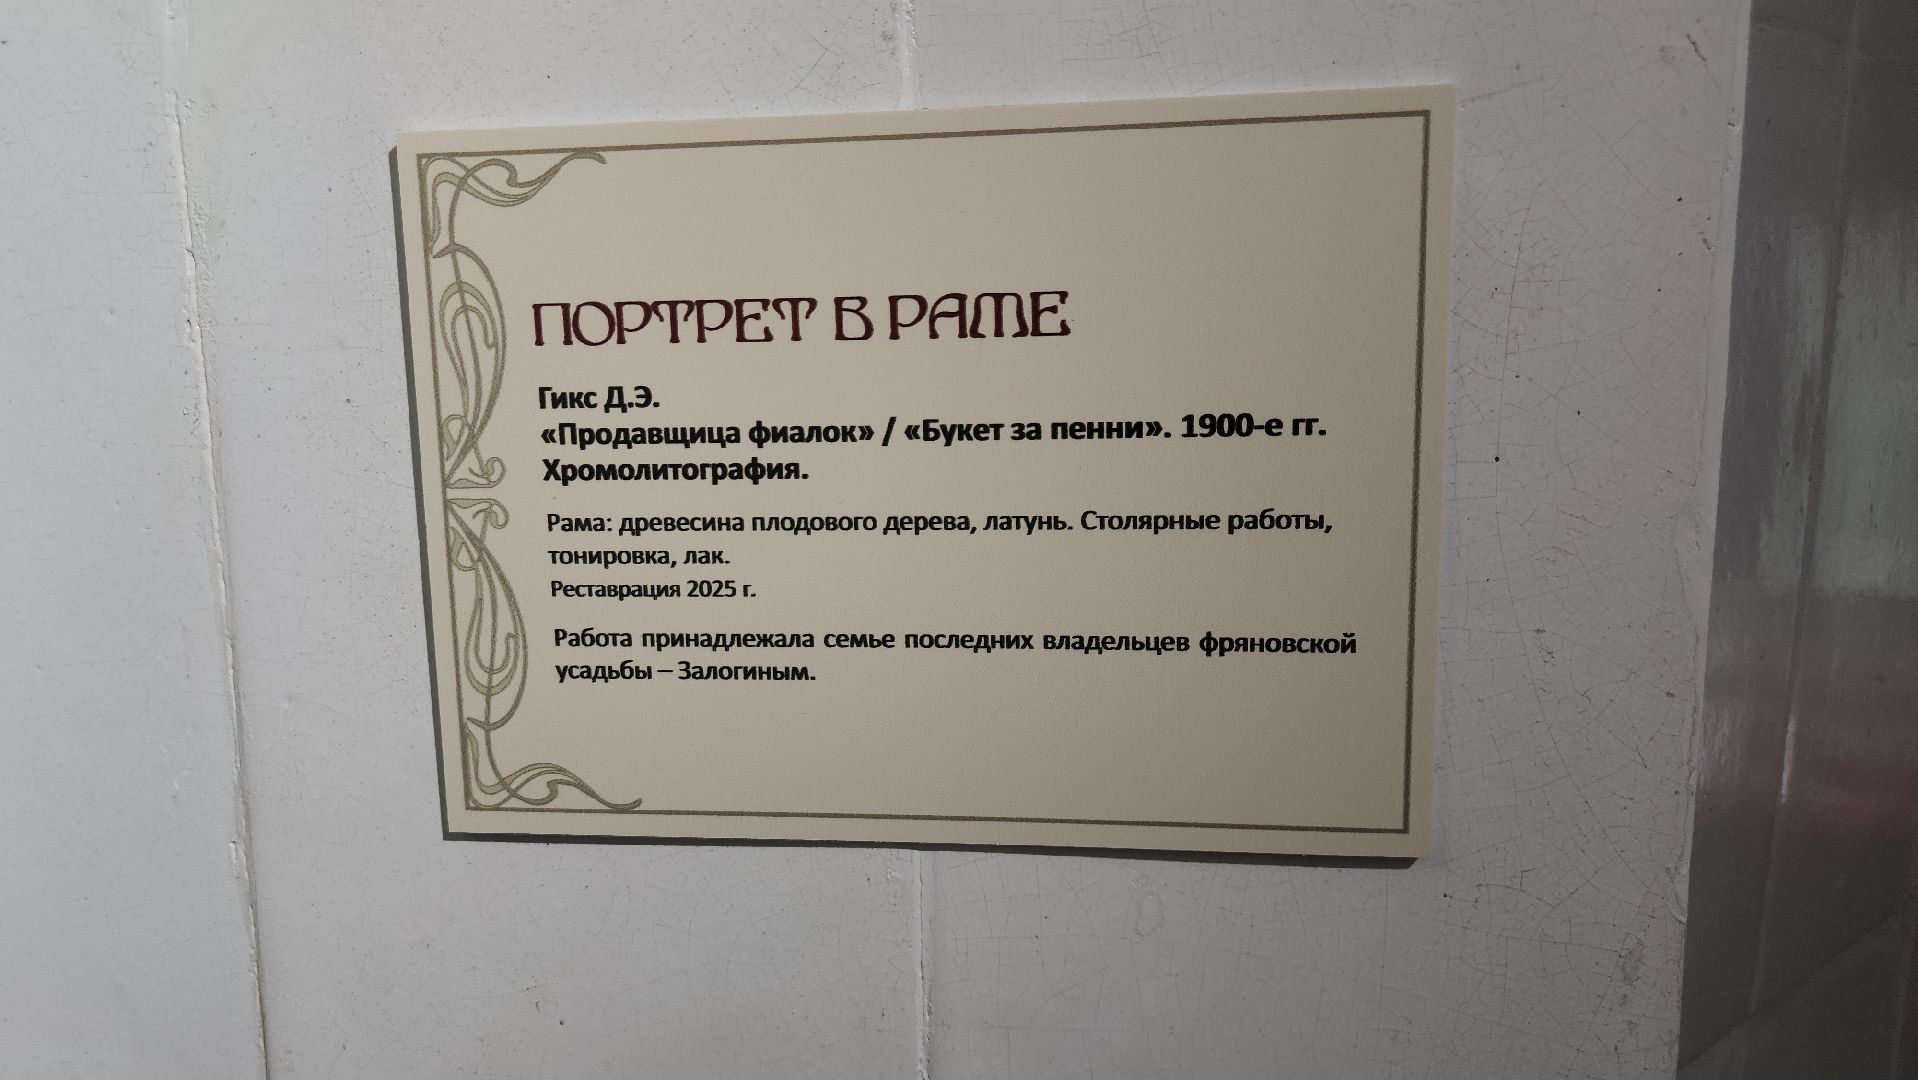 ПОРТРЕТ В РАМЕ
Гикс Д.Э.
«Продавщица фиалок» / «Букет за пенни». 1900-е гг.
Хромолитография.
Рама: древесина плодового дерева, латунь. Столярные работы,
тонировка, лак.
Реставрация 2025 г.
Работа принадлежала семье последних владельцев фряновской
усадьбы – Залогиным.